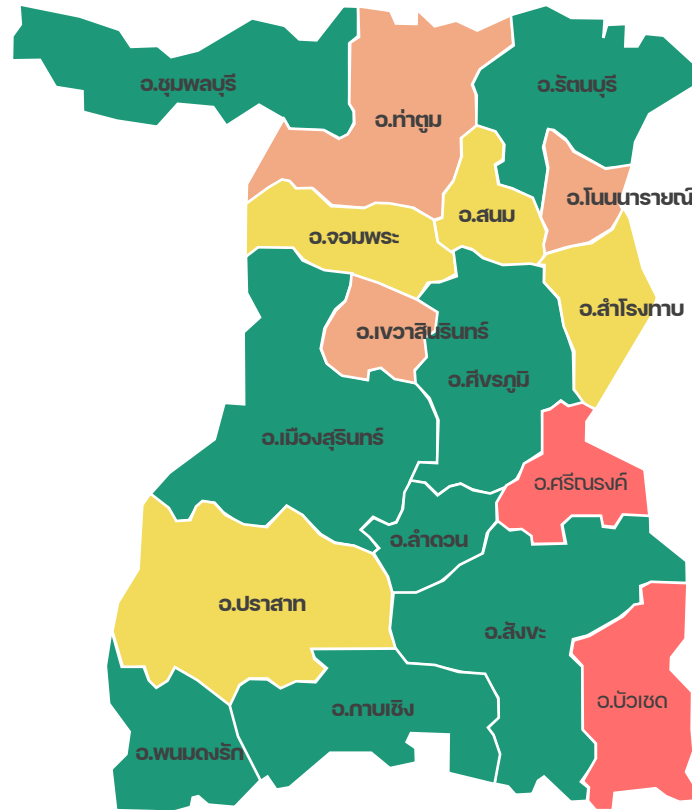 อ.ชุมพลบุรี
อ.รัตนบุรี
อ.ท่าตูม
อ.โนนนารายณ์
อ.สนม
อ.จอมพระ
อ.สำโรงทาบ
อ.เขวาสินรินทร์
อ.ศีขรภูมิ
อ.เมืองสุรินทร์
อ.ศรีณรงค์
อ.ลำดวน
อ.ปราสาท
อ.สังขะ
อ.บัวเชด
อ.กาบเชิง
อ.พนมดงรัก